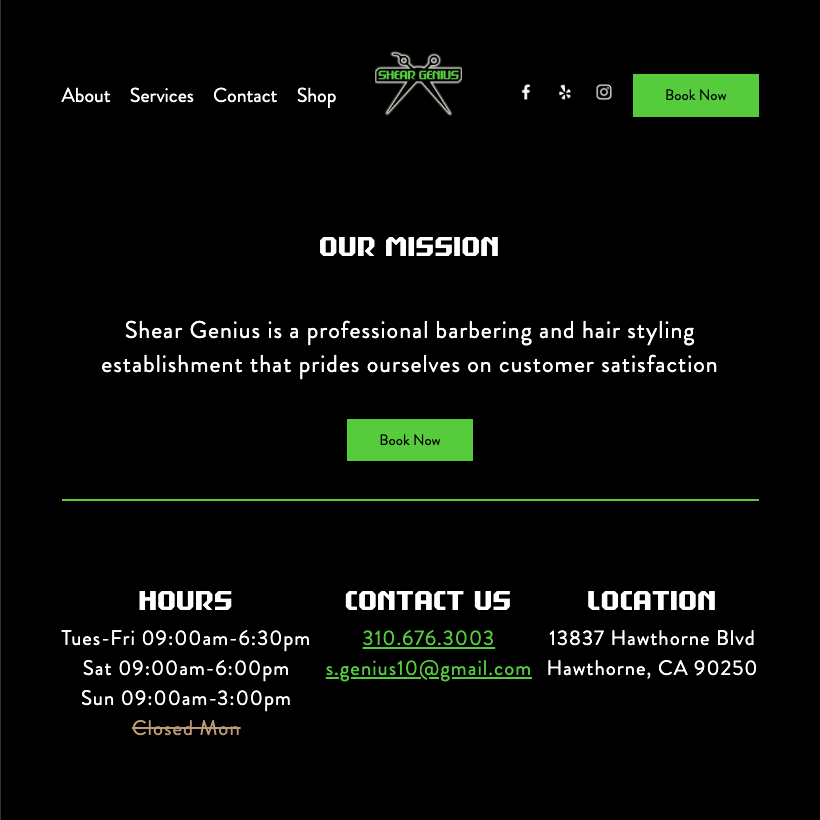 About Services Contact Shop
SHEAR GENIUS
Book Now
OUR MISSION
Shear Genius is a professional barbering and hair styling
establishment that prides ourselves on customer satisfaction
Book Now
HOURS
Tues-Fri 09:00am-6:30pm
Sat 09:00am-6:00pm
Sun 09:00am-3:00pm
Closed Mon
CONTACT US
310.676.3003
s.genius10@gmail.com
LOCATION
13837 Hawthorne Blvd
Hawthorne, CA 90250